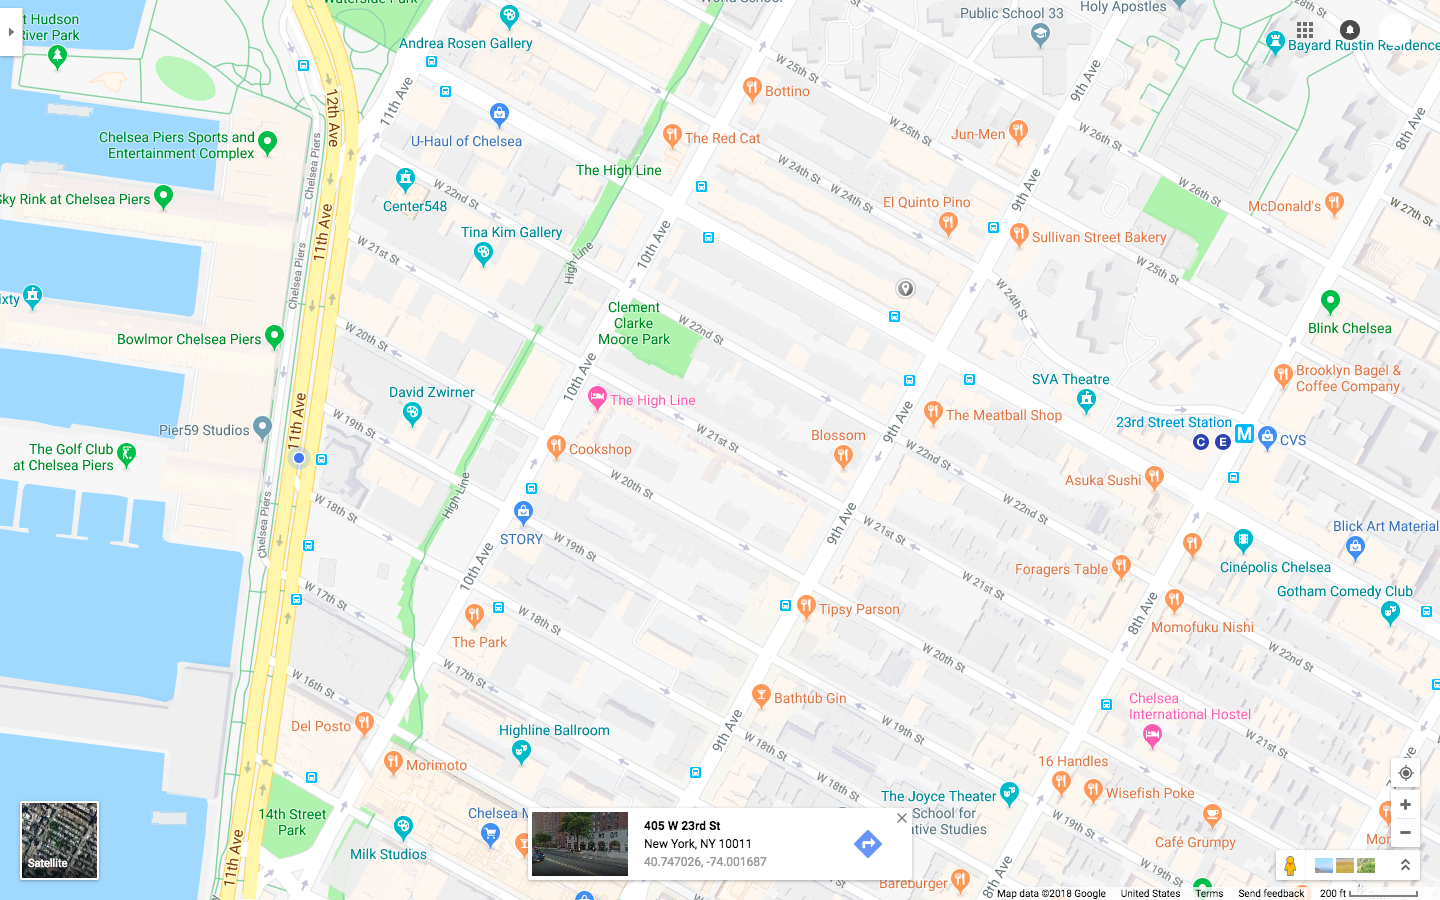 Waterside Park
World School
Public School 33
Holy Apostles
W 28th St
t Hudson
River Park
Andrea Rosen Gallery
Bayard Rustin Residence
W 25th St
9th Ave
11th Ave
12th Ave
Bottino
U-Haul of Chelsea
The Red Cat
W 25th St
Jun-Men
W 26th St
8th Ave
Chelsea Piers Sports and
Entertainment Complex
Chelsea Piers
The High Line
W 24th St
W 24th St
W 26th St
Sky Rink at Chelsea Piers
Center548
W 22nd St
El Quinto Pino
9th Ave
McDonald's
W 27th St
11th Ave
Tina Kim Gallery
10th Ave
Sullivan Street Bakery
W 21st St
High Line
W 25th St
Chelsea Piers
ixty
W 24th St
Clement
Clarke
Moore Park
W 22nd St
Blink Chelsea
Bowlmor Chelsea Piers
W 20th St
10th Ave
SVA Theatre
Brooklyn Bagel &
Coffee Company
David Zwirner
The High Line
11th Ave
W 19th St
9th Ave
The Meatball Shop
Pier59 Studios
W 21st St
Blossom
23rd Street Station
M
C
E
CVS
The Golf Club
at Chelsea Piers
Cookshop
W 22nd St
Asuka Sushi
W 20th St
High Line
W 18th St
Chelsea Piers
STORY
W 19th St
9th Ave
W 21st St
W 22nd St
8th Ave
Blick Art Material
Foragers Table
Cinépolis Chelsea
10th Ave
W 21st St
Gotham Comedy Club
W 17th St
The Park
W 18th St
Tipsy Parson
8th Ave
Momofuku Nishi
W 20th St
W 22nd St
W 17th St
W 16th St
Bathtub Gin
Chelsea
International Hostel
Del Posto
Highline Ballroom
9th Ave
W 19th St
W 18th St
W 21st St
Morimoto
16 Handles
W 18th St
W 20th St
Wisefish Poke
The Joyce Theater
School for
ative Studies
14th Street
Park
Chelsea M
Milk Studios
11th Ave
Café Grumpy
Mor
Bareburger
8th Ave
Satellite
405 W 23rd St
New York, NY 10011
40.747026, -74.001687
Map data ©2018 Google
United States
Terms
Send feedback
200 ft